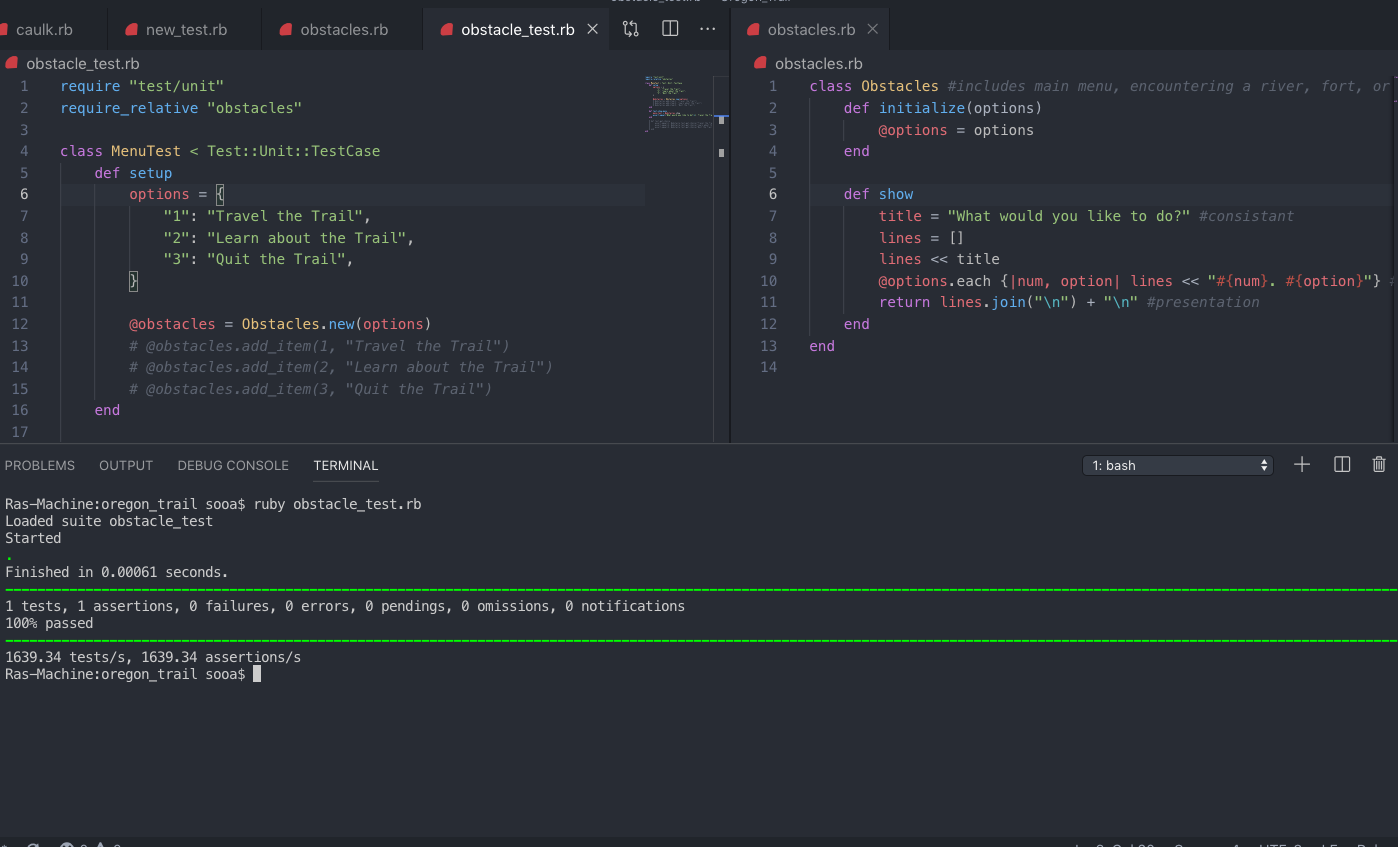 caulk.rb new_test.rb obstacles.rb obstacle_test.rb
obstacle_test.rb
1 require "test/unit"
2 require_relative "obstacles"
3
4 class MenuTest < Test::Unit::TestCase
5 def setup
6 options = {
7 "1": "Travel the Trail",
8 "2": "Learn about the Trail",
9 "3": "Quit the Trail",
10 }
11
12 @obstacles = Obstacles.new(options)
13 # @obstacles.add_item(1, "Travel the Trail")
14 # @obstacles.add_item(2, "Learn about the Trail")
15 # @obstacles.add_item(3, "Quit the Trail")
16 end
17
obstacles.rb
obstacles.rb
1 class Obstacles #includes main menu, encountering a river, fort, or
2 def initialize(options)
3 @options = options
4 end
5
6 def show
7 title = "What would you like to do?" #consistant
8 lines = []
9 lines << title
10 @options.each {|num, option| lines << "#{num}. #{option}"} #
11 return lines.join("\n") + "\n" #presentation
12 end
13 end
14
PROBLEMS OUTPUT DEBUG CONSOLE TERMINAL 1: bash
Ras-Machine:oregon_trail sooa$ ruby obstacle_test.rb
Loaded suite obstacle_test
Started
.
Finished in 0.00061 seconds.
1 tests, 1 assertions, 0 failures, 0 errors, 0 pendings, 0 omissions, 0 notifications
100% passed
1639.34 tests/s, 1639.34 assertions/s
Ras-Machine:oregon_trail sooa$